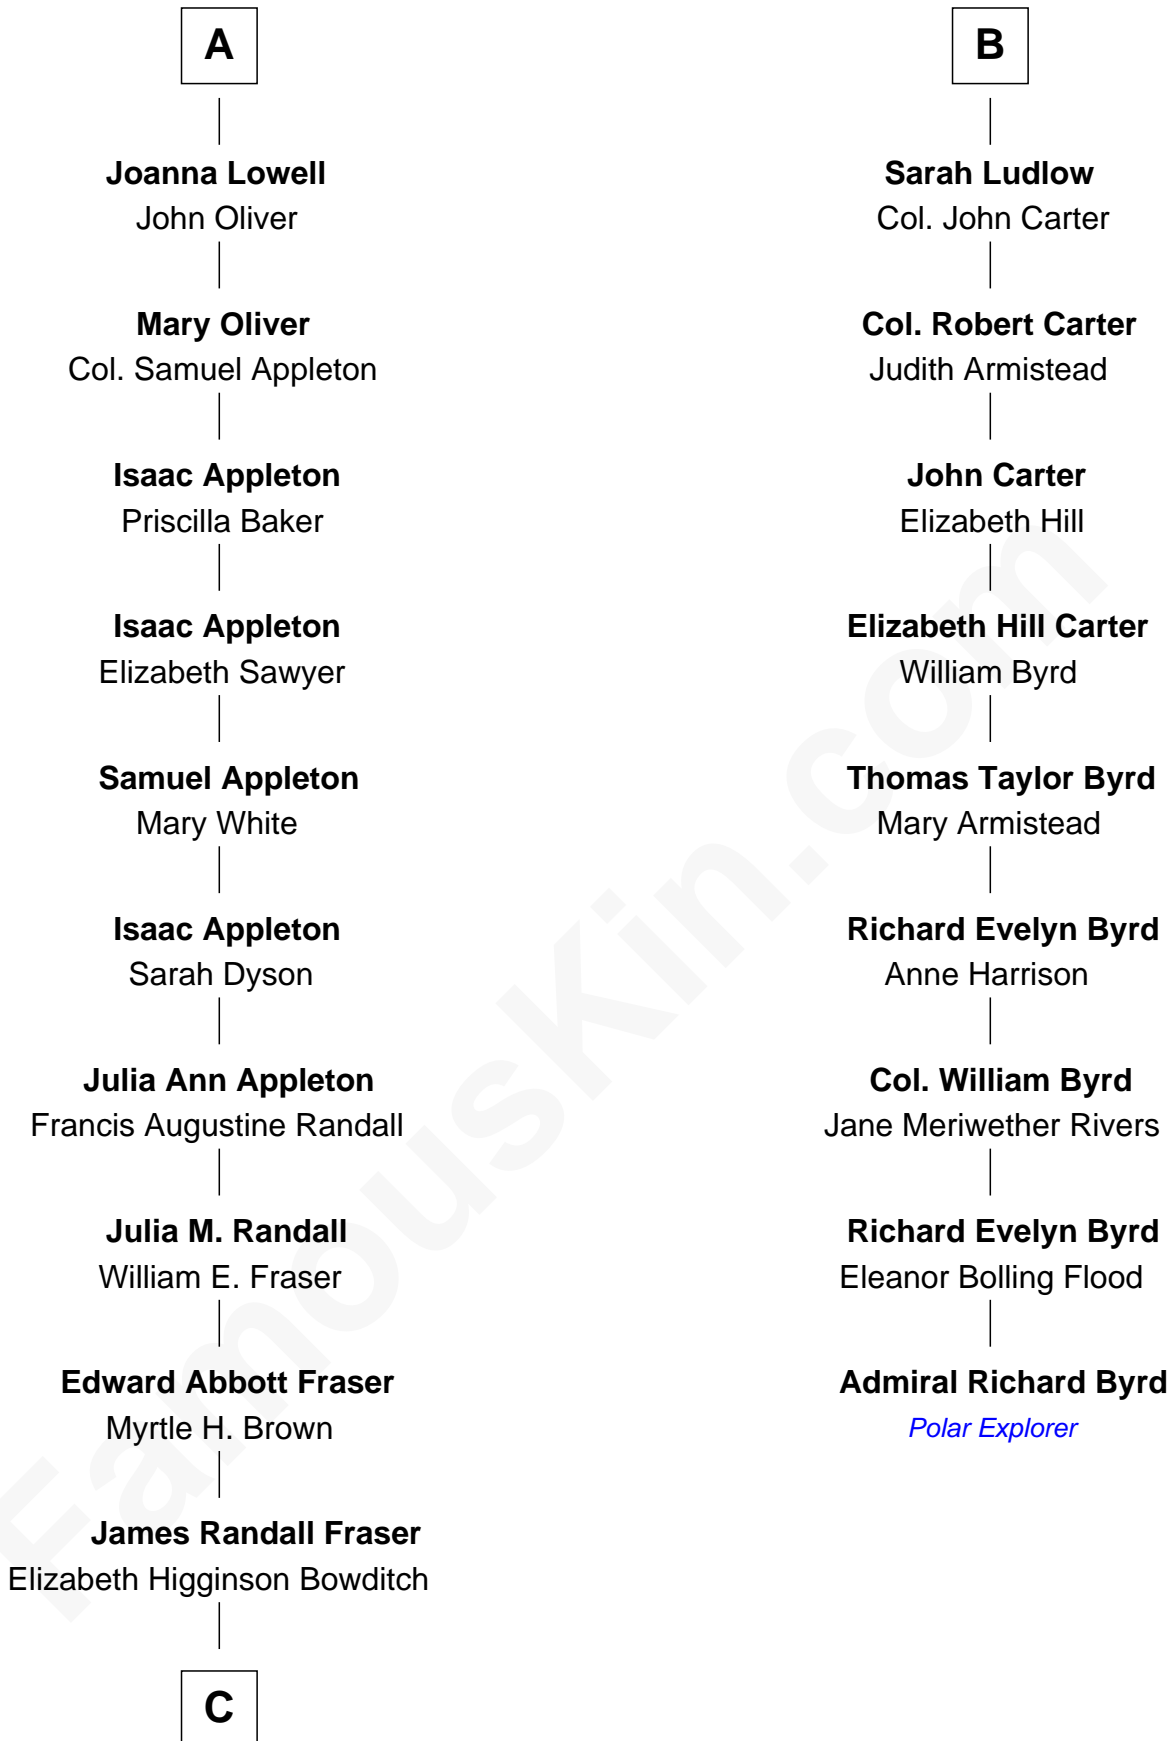 A
Joanna Lowell
John Oliver
Mary Oliver
Col. Samuel Appleton
Isaac Appleton
Priscilla Baker
Isaac Appleton
Elizabeth Sawyer
Samuel Appleton
Mary White
Isaac Appleton
Sarah Dyson
Julia Ann Appleton
Francis Augustine Randall
Julia M. Randall
William E. Fraser
Edward Abbott Fraser
Myrtle H. Brown
James Randall Fraser
Elizabeth Higginson Bowditch
C
B
Sarah Ludlow
Col. John Carter
Col. Robert Carter
Judith Armistead
John Carter
Elizabeth Hill
Elizabeth Hill Carter
William Byrd
Thomas Taylor Byrd
Mary Armistead
Richard Evelyn Byrd
Anne Harrison
Col. William Byrd
Jane Meriwether Rivers
Richard Evelyn Byrd
Eleanor Bolling Flood
Admiral Richard Byrd
Polar Explorer
FamousKin.com